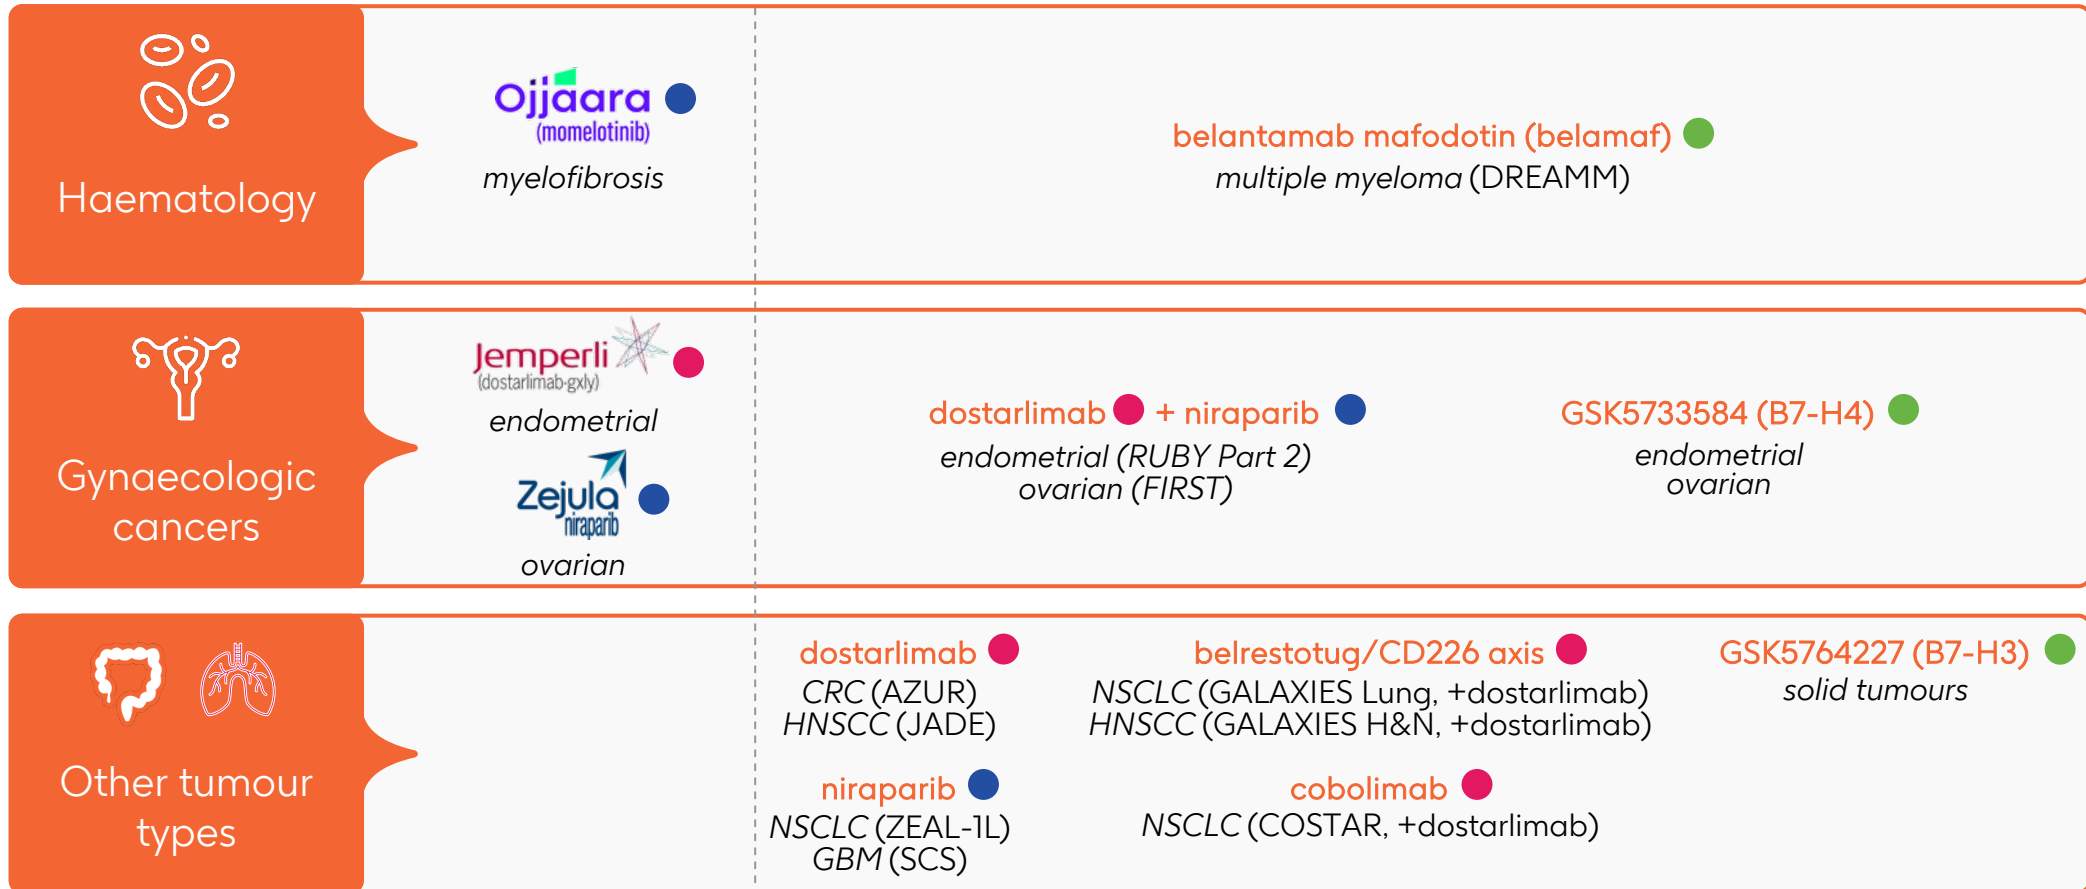 Haematology
Ojjaara
(momelotinib)
myelofibrosis
belantamab mafodotin (belamaf)
multiple myeloma (DREAMM)
Gynaecologic
cancers
Jemperli
(dostarlimab-gxly)
endometrial
Zejula
niraparib
ovarian
dostarlimab + niraparib
endometrial (RUBY Part 2)
ovarian (FIRST)
GSK5733584 (B7-H4)
endometrial
ovarian
Other tumour
types
dostarlimab
CRC (AZUR)
HNSCC (JADE)
niraparib
NSCLC (ZEAL-1L)
GBM (SCS)
belrestotug/CD226 axis
NSCLC (GALAXIES Lung, +dostarlimab)
HNSCC (GALAXIES H&N, +dostarlimab)
cobolimab
NSCLC (COSTAR, +dostarlimab)
GSK5764227 (B7-H3)
solid tumours